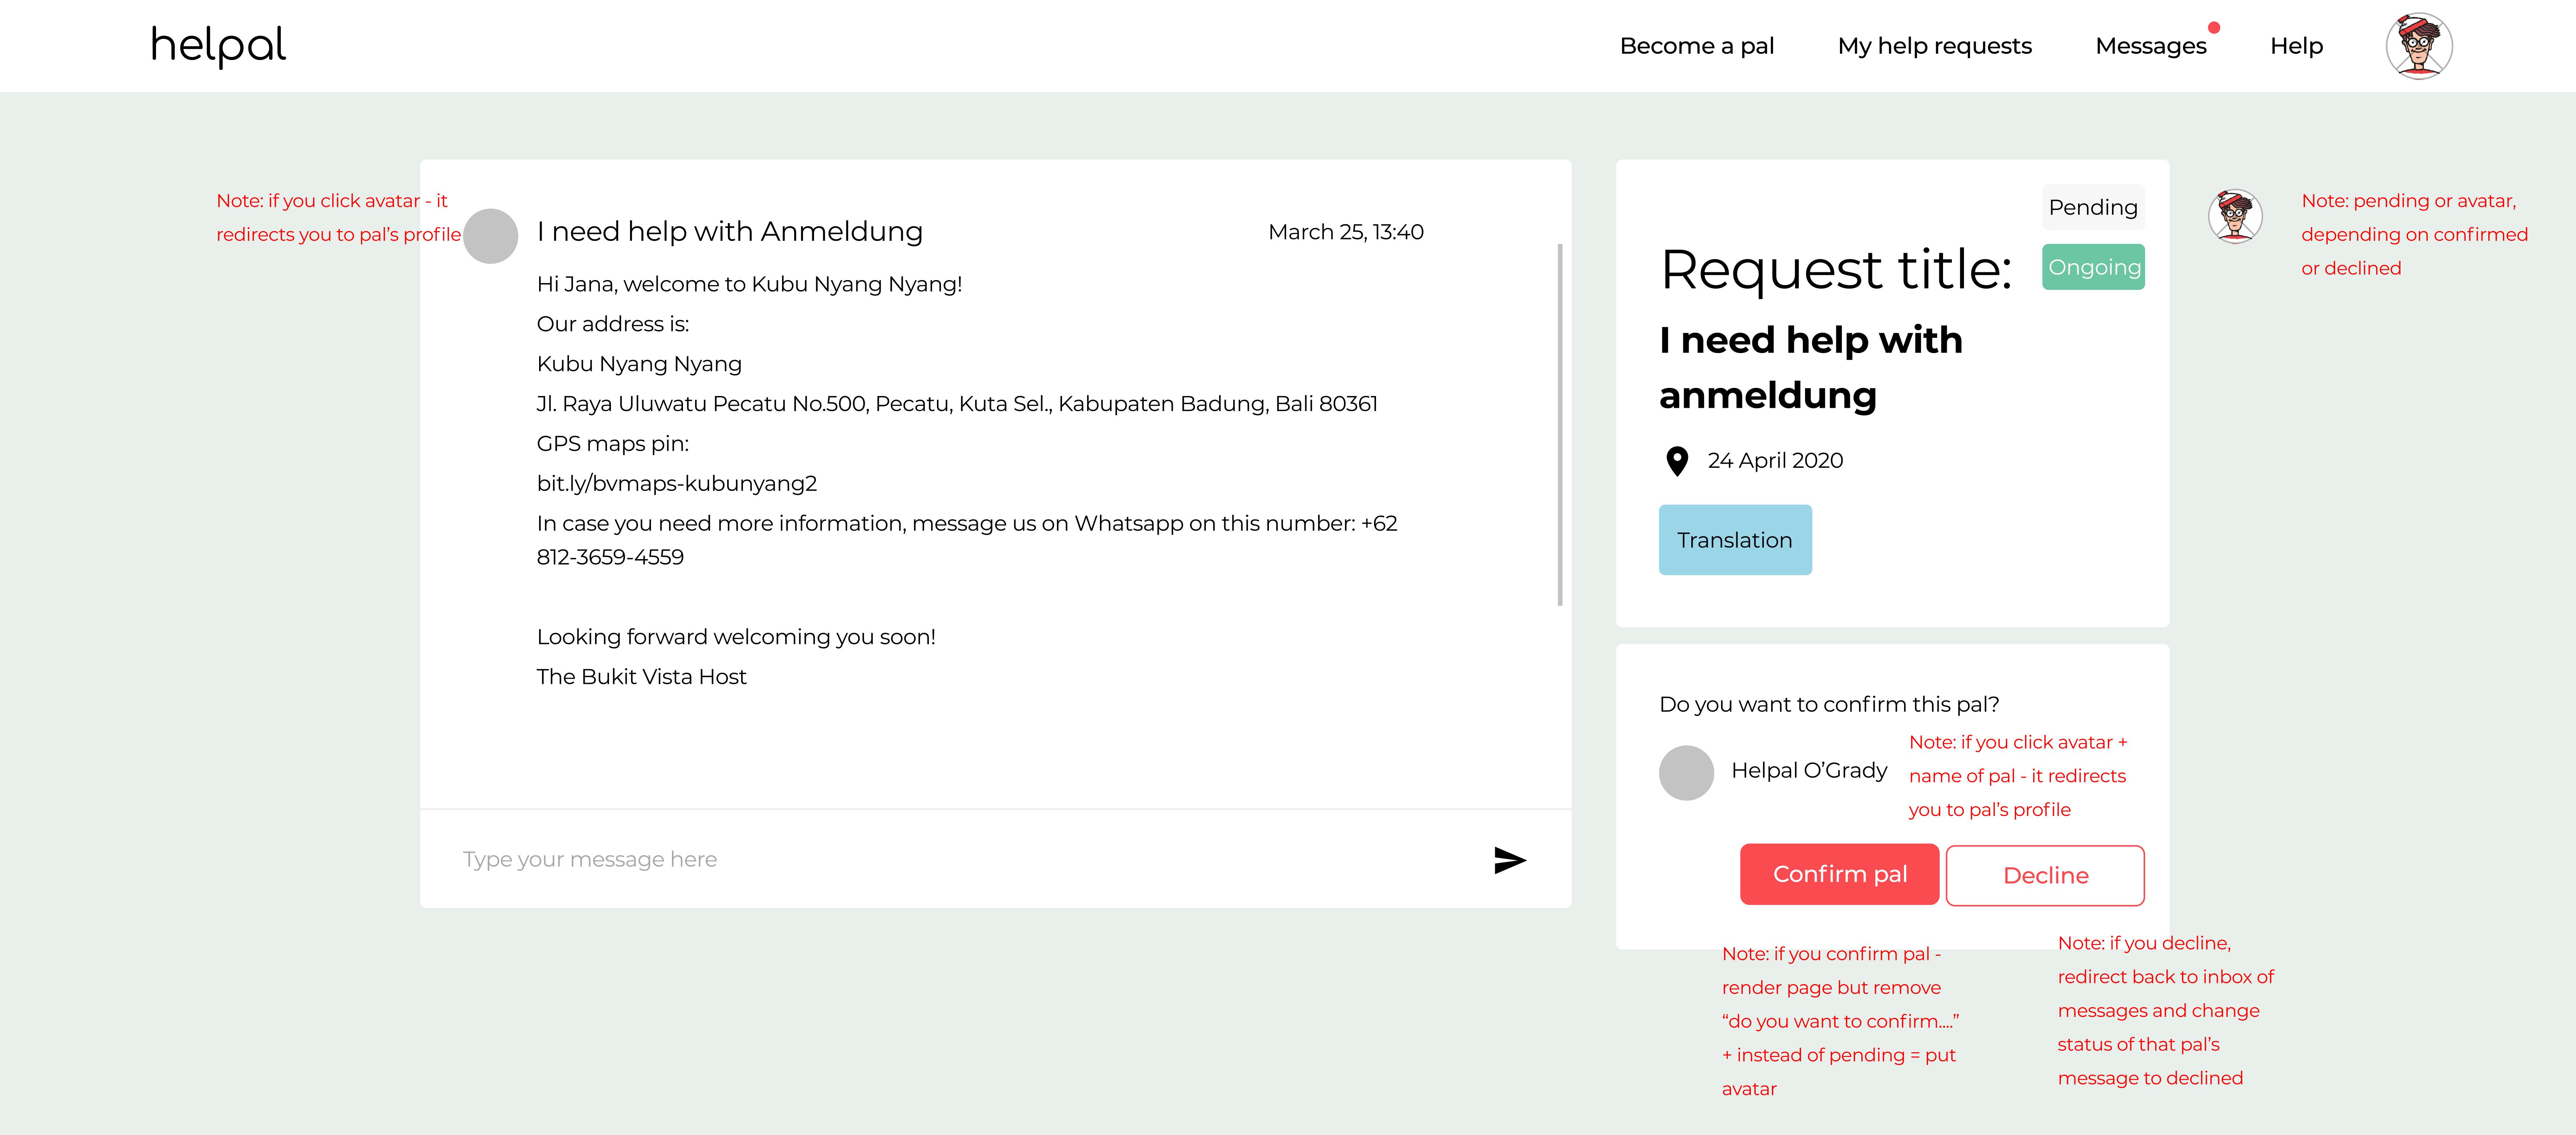 helpal
Become a pal
My help requests
Messages
Help
Note: if you click avatar - it
redirects you to pal's profile
I need help with Anmeldung
March 25, 13:40
Hi Jana, welcome to Kubu Nyang Nyang!
Our address is:
Kubu Nyang Nyang
Jl. Raya Uluwatu Pecatu No.500, Pecatu, Kuta Sel., Kabupaten Badung, Bali 80361
GPS maps pin:
bit.ly/bvmaps-kubunyang2
In case you need more information, message us on Whatsapp on this number: +62
812-3659-4559
Looking forward welcoming you soon!
The Bukit Vista Host
Type your message here
Pending
Ongoing
Request title:
I need help with
anmeldung
24 April 2020
Translation
Note: pending or avatar,
depending on confirmed
or declined
Do you want to confirm this pal?
Helpal O’Grady
Note: if you click avatar +
name of pal - it redirects
you to pal's profile
Confirm pal
Decline
Note: if you confirm pal -
render page but remove
“do you want to confirm....”
+ instead of pending = put
avatar
Note: if you decline,
redirect back to inbox of
messages and change
status of that pal's
message to declined